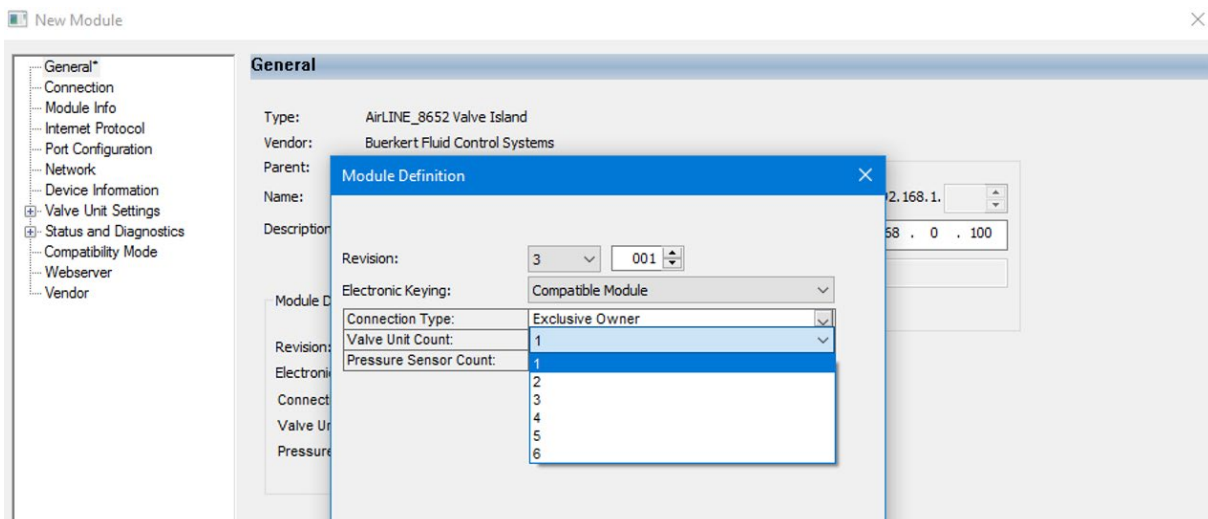 New Module
General*
Connection
Module Info
Internet Protocol
Port Configuration
Network
Device Information
Valve Unit Settings
Status and Diagnostics
Compatibility Mode
Webserver
Vendor
General
Type: AirLINE_8652 Valve Island
Vendor: Buerkert Fluid Control Systems
Parent:
Name:
Description
Module D
Revision:
Electroni
Connect
Valve Un
Pressure
Module Definition
Revision: 3 001
Electronic Keying: Compatible Module
Connection Type: Exclusive Owner
Valve Unit Count: 1
Pressure Sensor Count:
1
2
3
4
5
6
2.168.1.
68 . 0 . 100